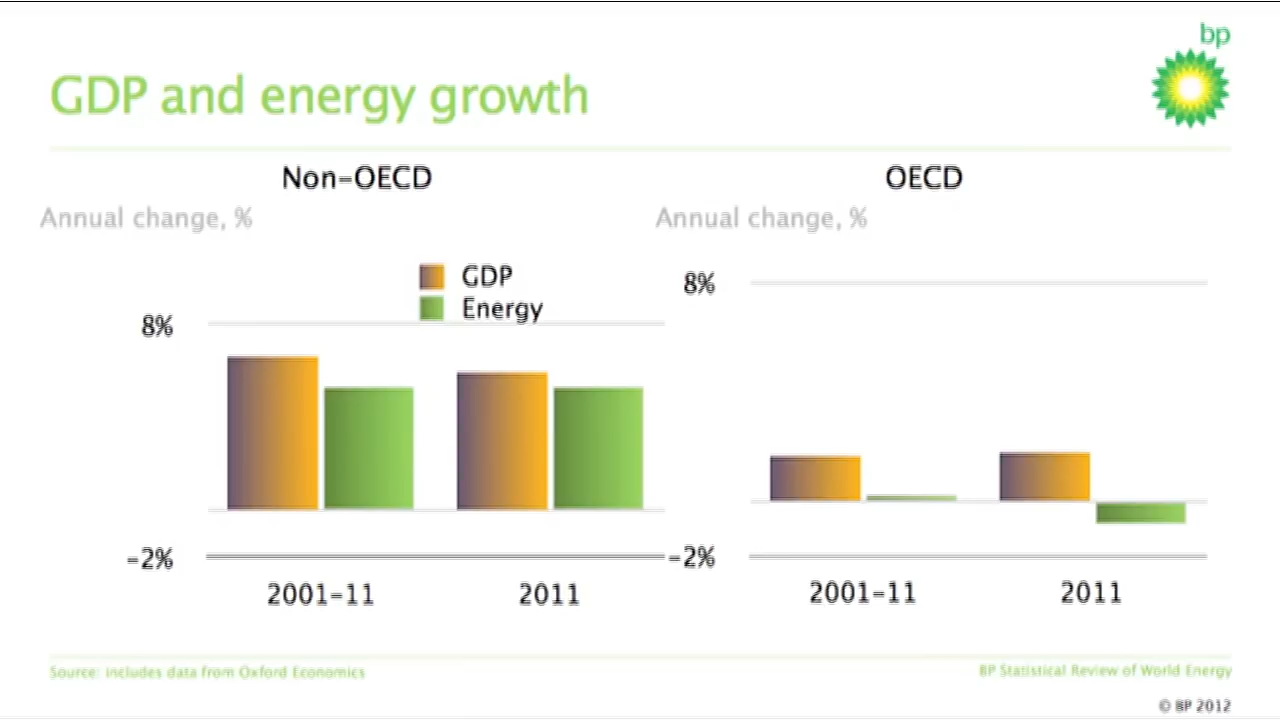 bp
GDP and energy growth
Non-OECD
Annual change, %
GDP
Energy
8%
-2%
2001-11 2011
OECD
Annual change, %
8%
-2%
2001-11 2011
Source: includes data from Oxford Economics
BP Statistical Review of World Energy
© BP 2012